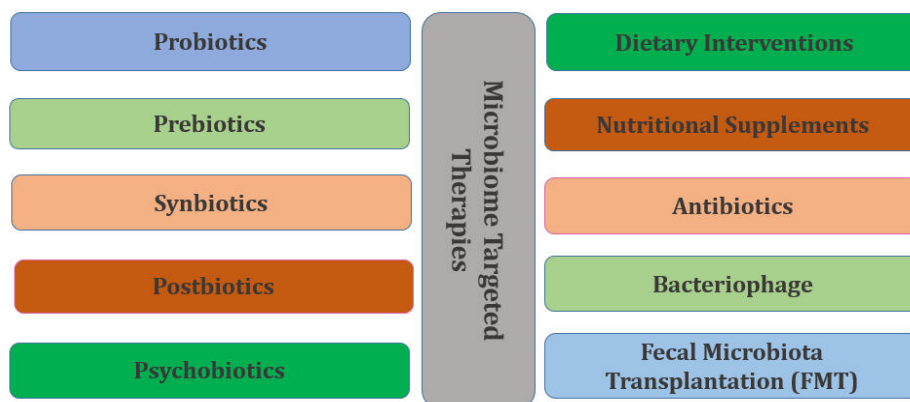 Probiotics
Prebiotics
Synbiotics
Postbiotics
Psychobiotics
Microbiome Targeted
Therapies
Dietary Interventions
Nutritional Supplements
Antibiotics
Bacteriophage
Fecal Microbiota
Transplantation (FMT)